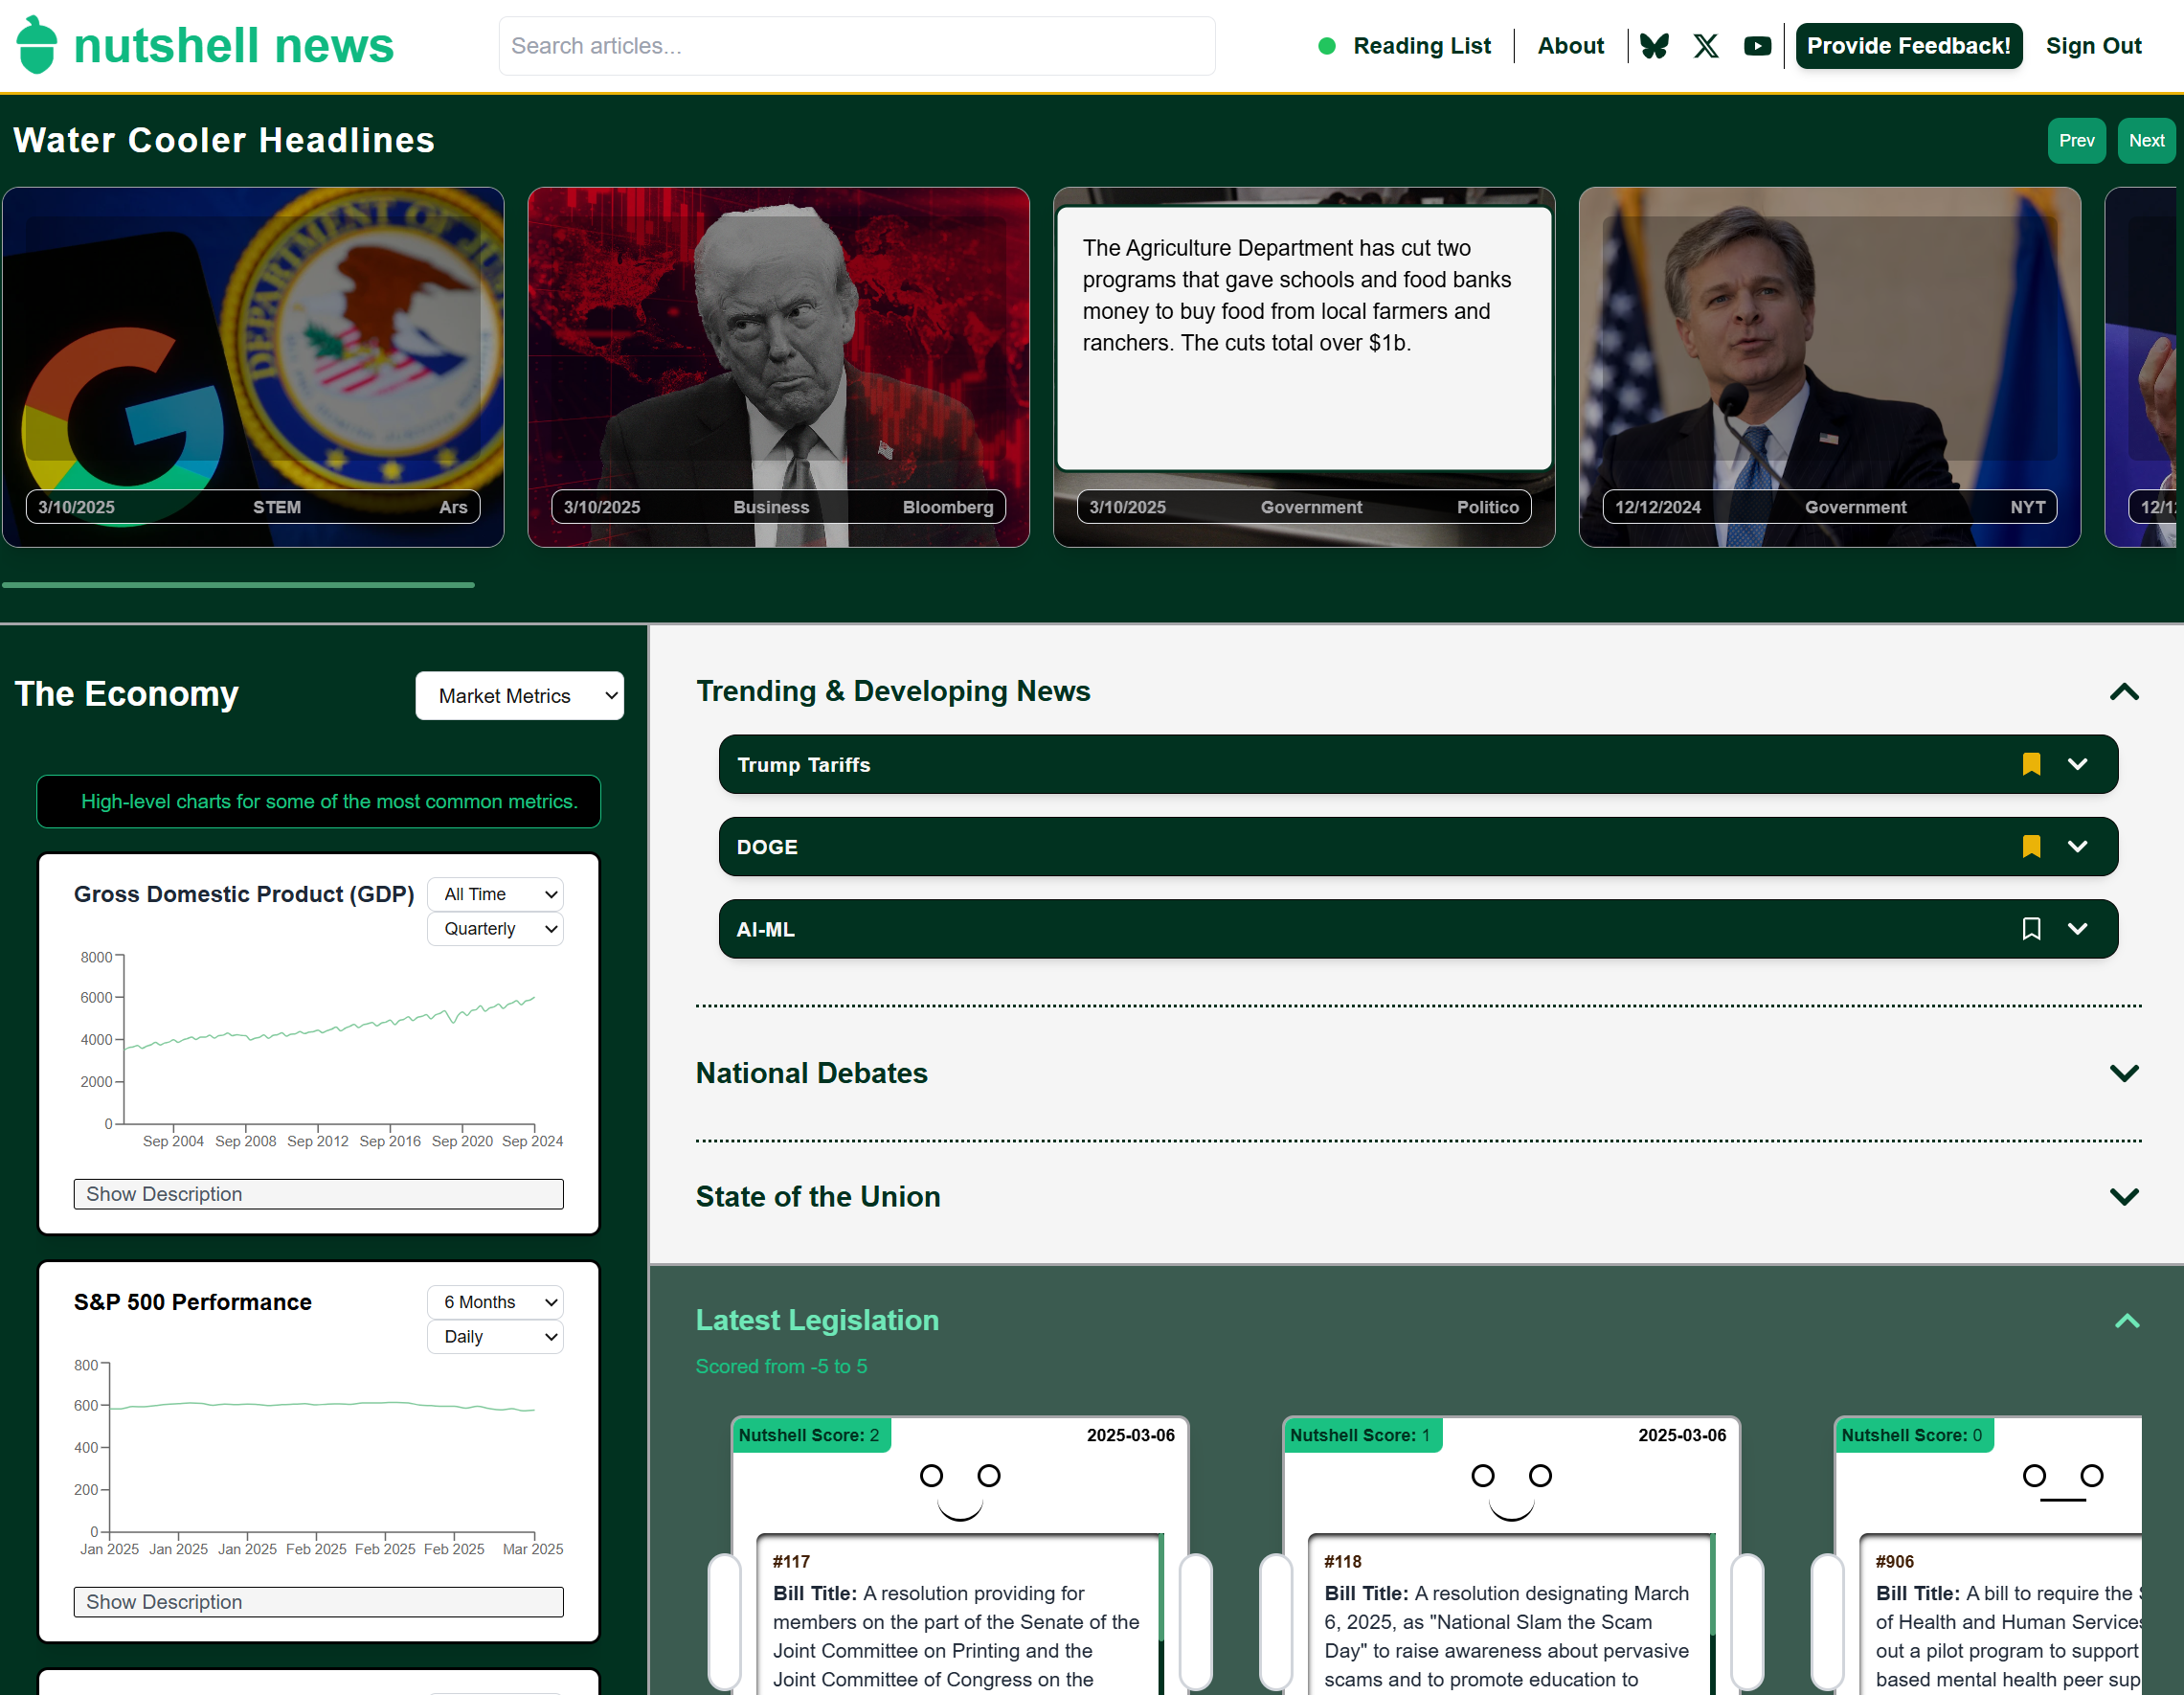 nutshell news
Search articles...
Reading List
About
Provide Feedback!
Sign Out
Water Cooler Headlines
Prev
Next
DEPARTMENT OF JU
3/10/2025 STEM Ars
3/10/2025 Business Bloomberg
The Agriculture Department has cut two
programs that gave schools and food banks
money to buy food from local farmers and
ranchers. The cuts total over $1b.
3/10/2025 Government Politico
12/12/2024 Government NYT
The Economy
Market Metrics
High-level charts for some of the most common metrics.
Gross Domestic Product (GDP)
All Time
Quarterly
8000
6000
4000
2000
0
Sep 2004 Sep 2008 Sep 2012 Sep 2016 Sep 2020 Sep 2024
Show Description
S&P 500 Performance
6 Months
Daily
800
600
400
200
0
Jan 2025 Jan 2025 Jan 2025 Feb 2025 Feb 2025 Feb 2025 Mar 2025
Show Description
Trending & Developing News
Trump Tariffs
DOGE
AI-ML
National Debates
State of the Union
Latest Legislation
Scored from -5 to 5
Nutshell Score: 2 2025-03-06
#117
Bill Title: A resolution providing for
members on the part of the Senate of the
Joint Committee on Printing and the
Joint Committee of Congress on the
Nutshell Score: 1 2025-03-06
#118
Bill Title: A resolution designating March
6, 2025, as "National Slam the Scam
Day" to raise awareness about pervasive
scams and to promote education to
Nutshell Score: 0
#906
Bill Title: A bill to require the
of Health and Human Services
out a pilot program to support
based mental health peer sup